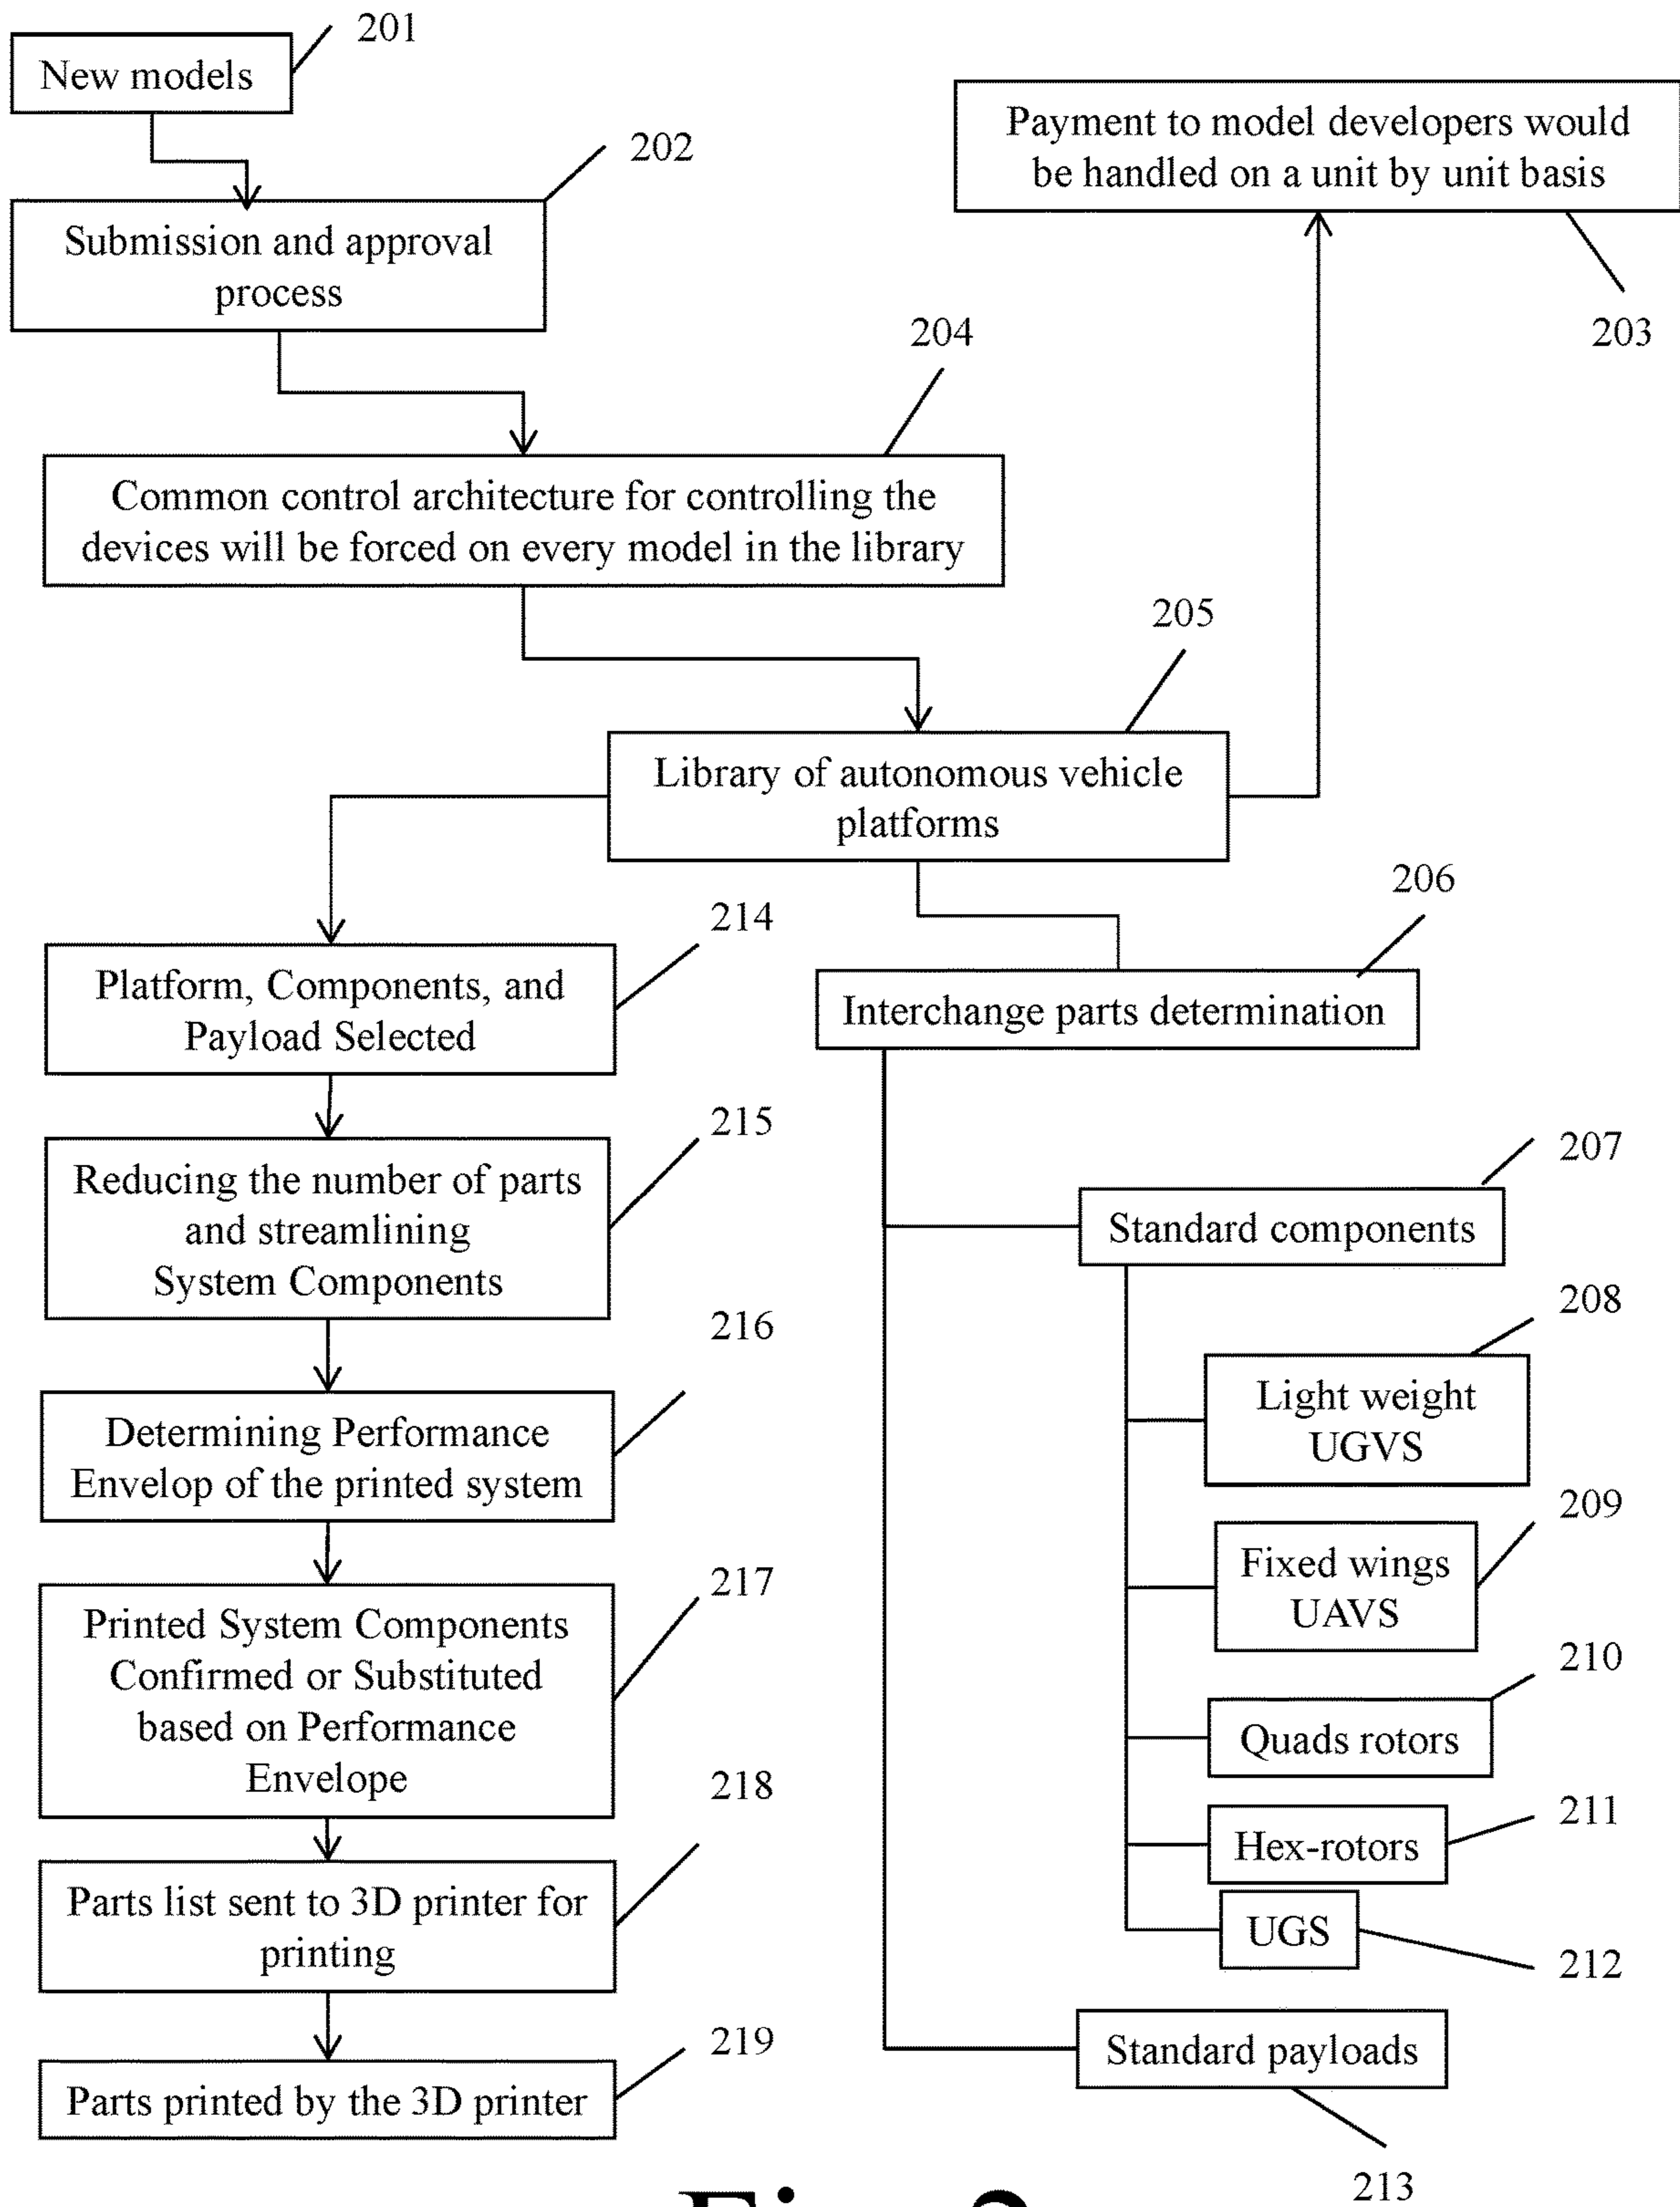 201
New models
202
Submission and approval
process
Payment to model developers would
be handled on a unit by unit basis
203
204
Common control architecture for controlling the
devices will be forced on every model in the library
205
Library of autonomous vehicle
platforms
206
Interchange parts determination
207
Standard components
208
Light weight
UGVS
209
Fixed wings
UAVS
210
Quads rotors
211
Hex-rotors
UGS
212
Standard payloads
213
214
Platform, Components, and
Payload Selected
215
Reducing the number of parts
and streamlining
System Components
216
Determining Performance
Envelop of the printed system
217
Printed System Components
Confirmed or Substituted
based on Performance
Envelope
218
Parts list sent to 3D printer for
printing
219
Parts printed by the 3D printer